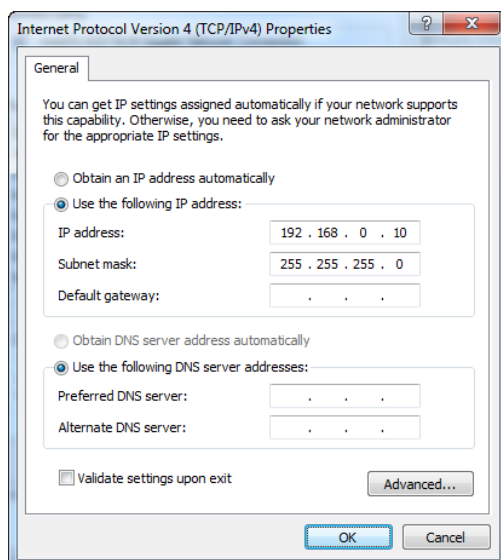 Internet Protocol Version 4 (TCP/IPv4) Properties
General
You can get IP settings assigned automatically if your network supports
this capability. Otherwise, you need to ask your network administrator
for the appropriate IP settings.
Obtain an IP address automatically
Use the following IP address:
IP address: 192 . 168 . 0 . 10
Subnet mask: 255 . 255 . 255 . 0
Default gateway: . . .
Obtain DNS server address automatically
Use the following DNS server addresses:
Preferred DNS server: . . .
Alternate DNS server: . . .
Validate settings upon exit
Advanced...
OK Cancel